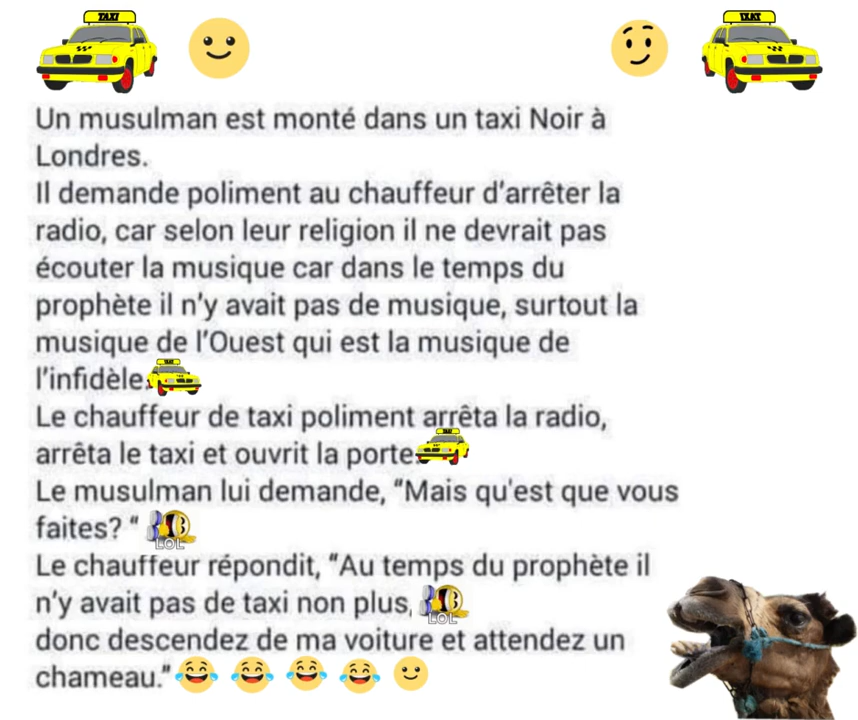 TAXI TAXI
Un musulman est monté dans un taxi Noir à
Londres.
Il demande poliment au chauffeur d'arrêter la
radio, car selon leur religion il ne devrait pas
écouter la musique car dans le temps du
prophète il n'y avait pas de musique, surtout la
musique de l'Ouest qui est la musique de
l'infidèle.
Le chauffeur de taxi poliment arrêta la radio,
arrêta le taxi et ouvrit la porte.
Le musulman lui demande, "Mais qu'est que vous
faites? "
LOL
Le chauffeur répondit, "Au temps du prophète il
n'y avait pas de taxi non plus,
LOL
donc descendez de ma voiture et attendez un
chameau."